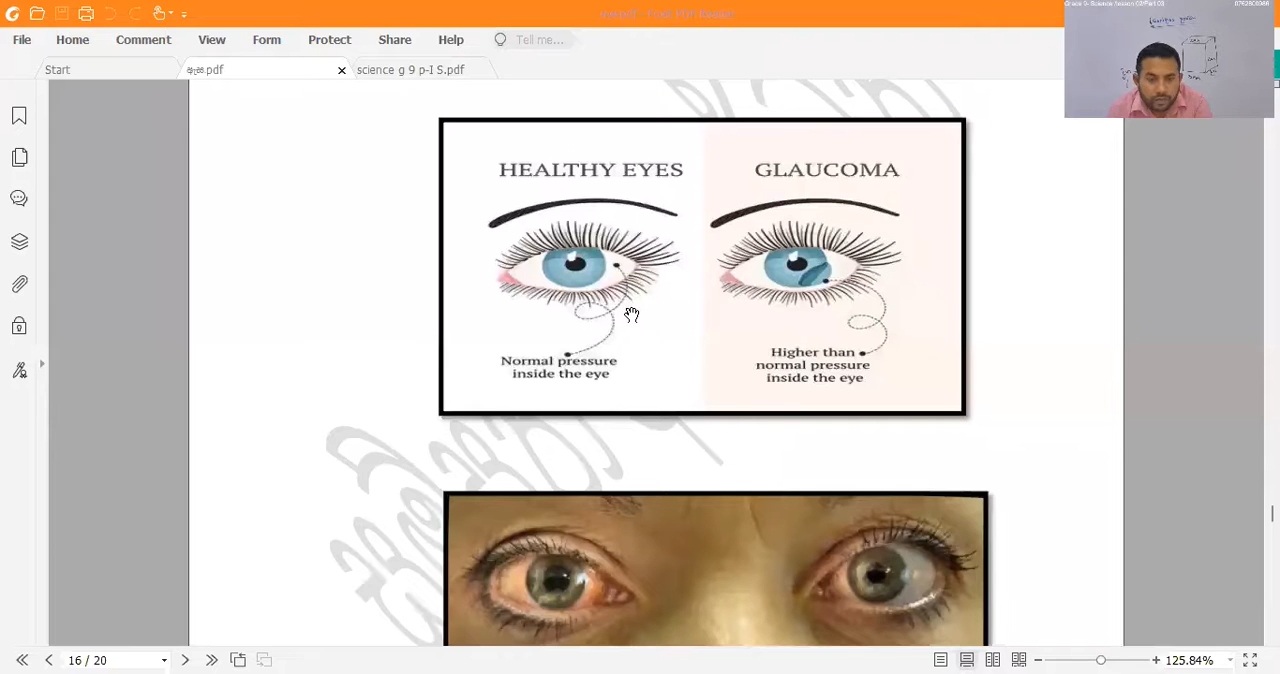 File Home Comment View Form Protect Share Help Tell me...
Start
.pdf
science g 9 p-I S.pdf
HEALTHY EYES
GLAUCOMA
Normal pressure
inside the eye
Higher than
normal pressure
inside the eye
16 / 20
125.84%